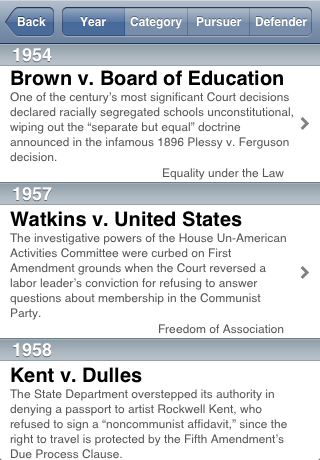 Back Year Category Pursuer Defender
1954
Brown v. Board of Education
One of the century's most significant Court decisions
declared racially segregated schools unconstitutional,
wiping out the “separate but equal” doctrine
announced in the infamous 1896 Plessy v. Ferguson
decision.
Equality under the Law
1957
Watkins v. United States
The investigative powers of the House Un-American
Activities Committee were curbed on First
Amendment grounds when the Court reversed a
labor leader's conviction for refusing to answer
questions about membership in the Communist
Party.
Freedom of Association
1958
Kent v. Dulles
The State Department overstepped its authority in
denying a passport to artist Rockwell Kent, who
refused to sign a “noncommunist affidavit,” since the
right to travel is protected by the Fifth Amendment's
Due Process Clause.